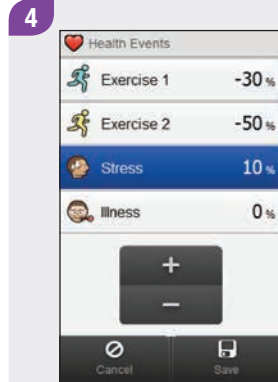 4
Health Events
Exercise 1 -30 %
Exercise 2 -50 %
Stress 10 %
Illness 0 %
+
−
Cancel Save